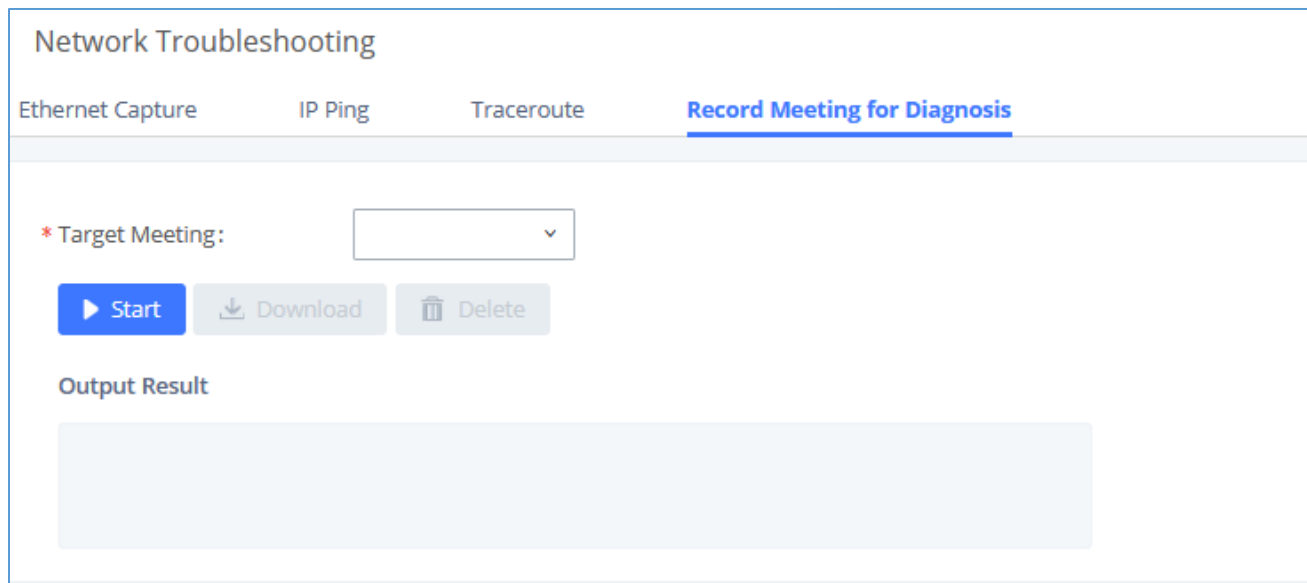 Network Troubleshooting
Ethernet Capture IP Ping Traceroute Record Meeting for Diagnosis
* Target Meeting:
Start Download Delete
Output Result